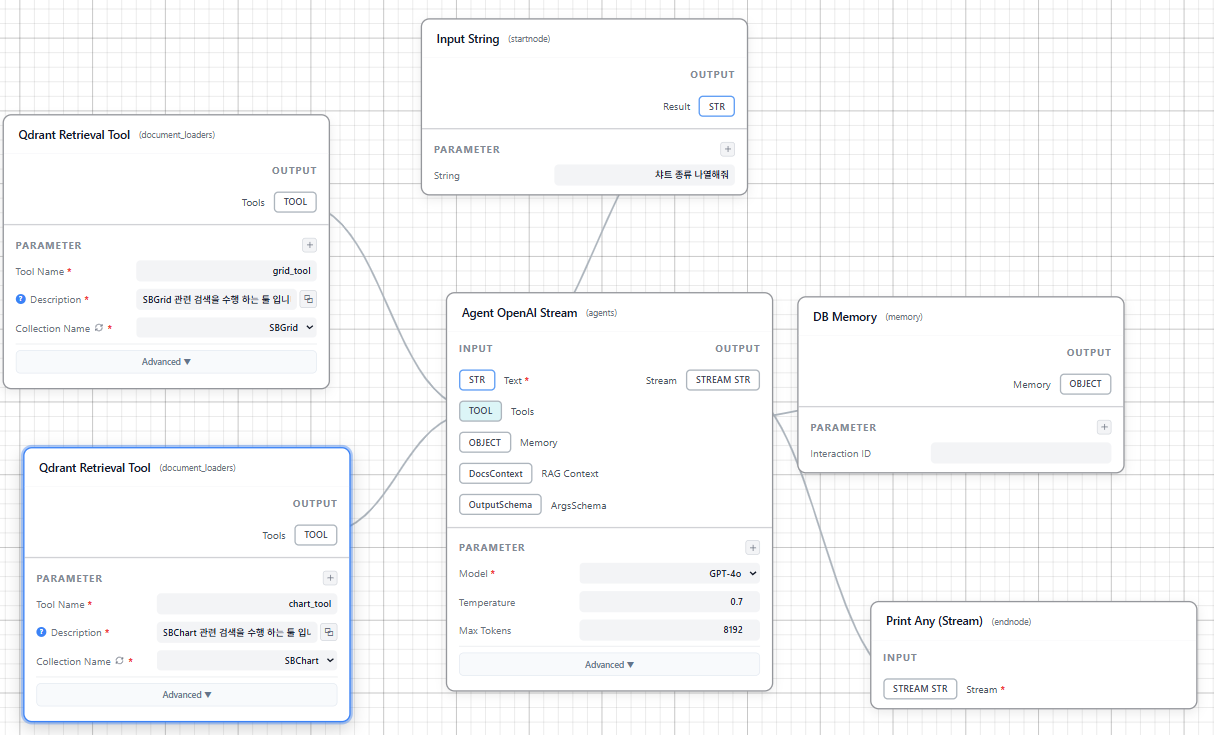 Input String (startnode)
OUTPUT
Result STR
PARAMETER +
String 챠트 종류 나열해줘
Qdrant Retrieval Tool (document_loaders)
OUTPUT
Tools TOOL
PARAMETER +
Tool Name * grid_tool
? Description * SBGrid 관련 검색을 수행 하는 툴 입니
Collection Name * SBGrid
Advanced ▼
Qdrant Retrieval Tool (document_loaders)
OUTPUT
Tools TOOL
PARAMETER +
Tool Name * chart_tool
? Description * SBChart 관련 검색을 수행 하는 툴 입
Collection Name * SBChart
Advanced ▼
Agent OpenAI Stream (agents)
INPUT OUTPUT
STR Text * Stream STREAM STR
TOOL Tools
OBJECT Memory
DocsContext RAG Context
OutputSchema ArgsSchema
PARAMETER +
Model * GPT-4o
Temperature 0.7
Max Tokens 8192
Advanced ▼
DB Memory (memory)
OUTPUT
Memory OBJECT
PARAMETER +
Interaction ID
Print Any (Stream) (endnode)
INPUT
STREAM STR Stream *